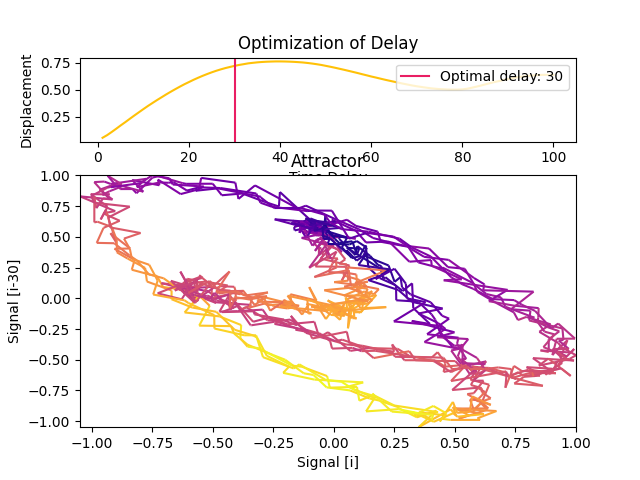 Optimization of Delay
Displacement
0.75
0.50
0.25
Optimal delay: 30
0 20 40 60 80 100
Time Delay
Attractor
Signal [i-30]
1.00
0.75
0.50
0.25
0.00
−0.25
−0.50
−0.75
−1.00
−1.00 −0.75 −0.50 −0.25 0.00 0.25 0.50 0.75 1.00
Signal [i]